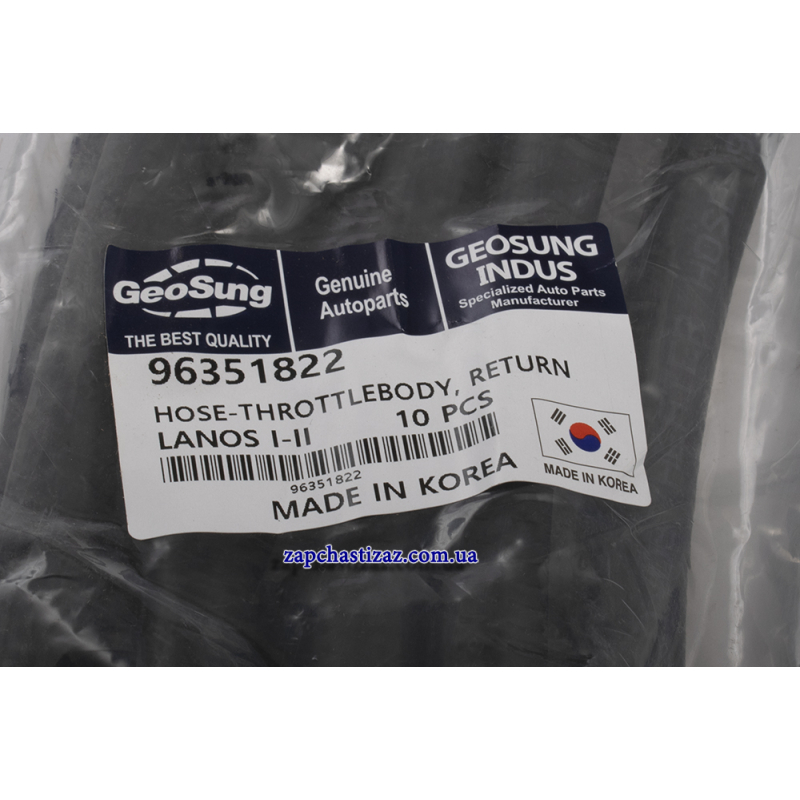 GeoSung
THE BEST QUALITY
Genuine
Autoparts
GEOSUNG
INDUS
Specialized Auto Parts
Manufacturer
96351822
HOSE-THROTTLEBODY, RETURN
LANOS I-II 10 PCS
96351822
MADE IN KOREA
MADE IN KOREA
zapchastizaz.com.ua